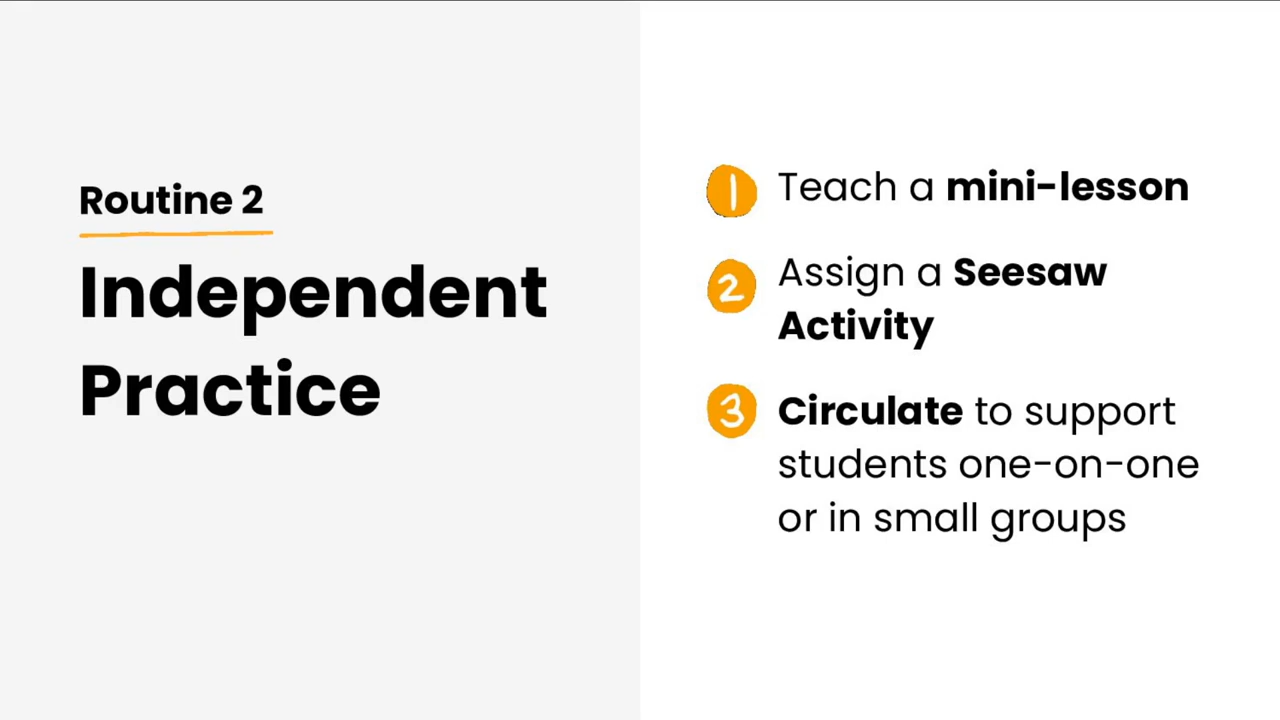 Routine 2
Independent
Practice
1 Teach a mini-lesson
2 Assign a Seesaw
Activity
3 Circulate to support
students one-on-one
or in small groups